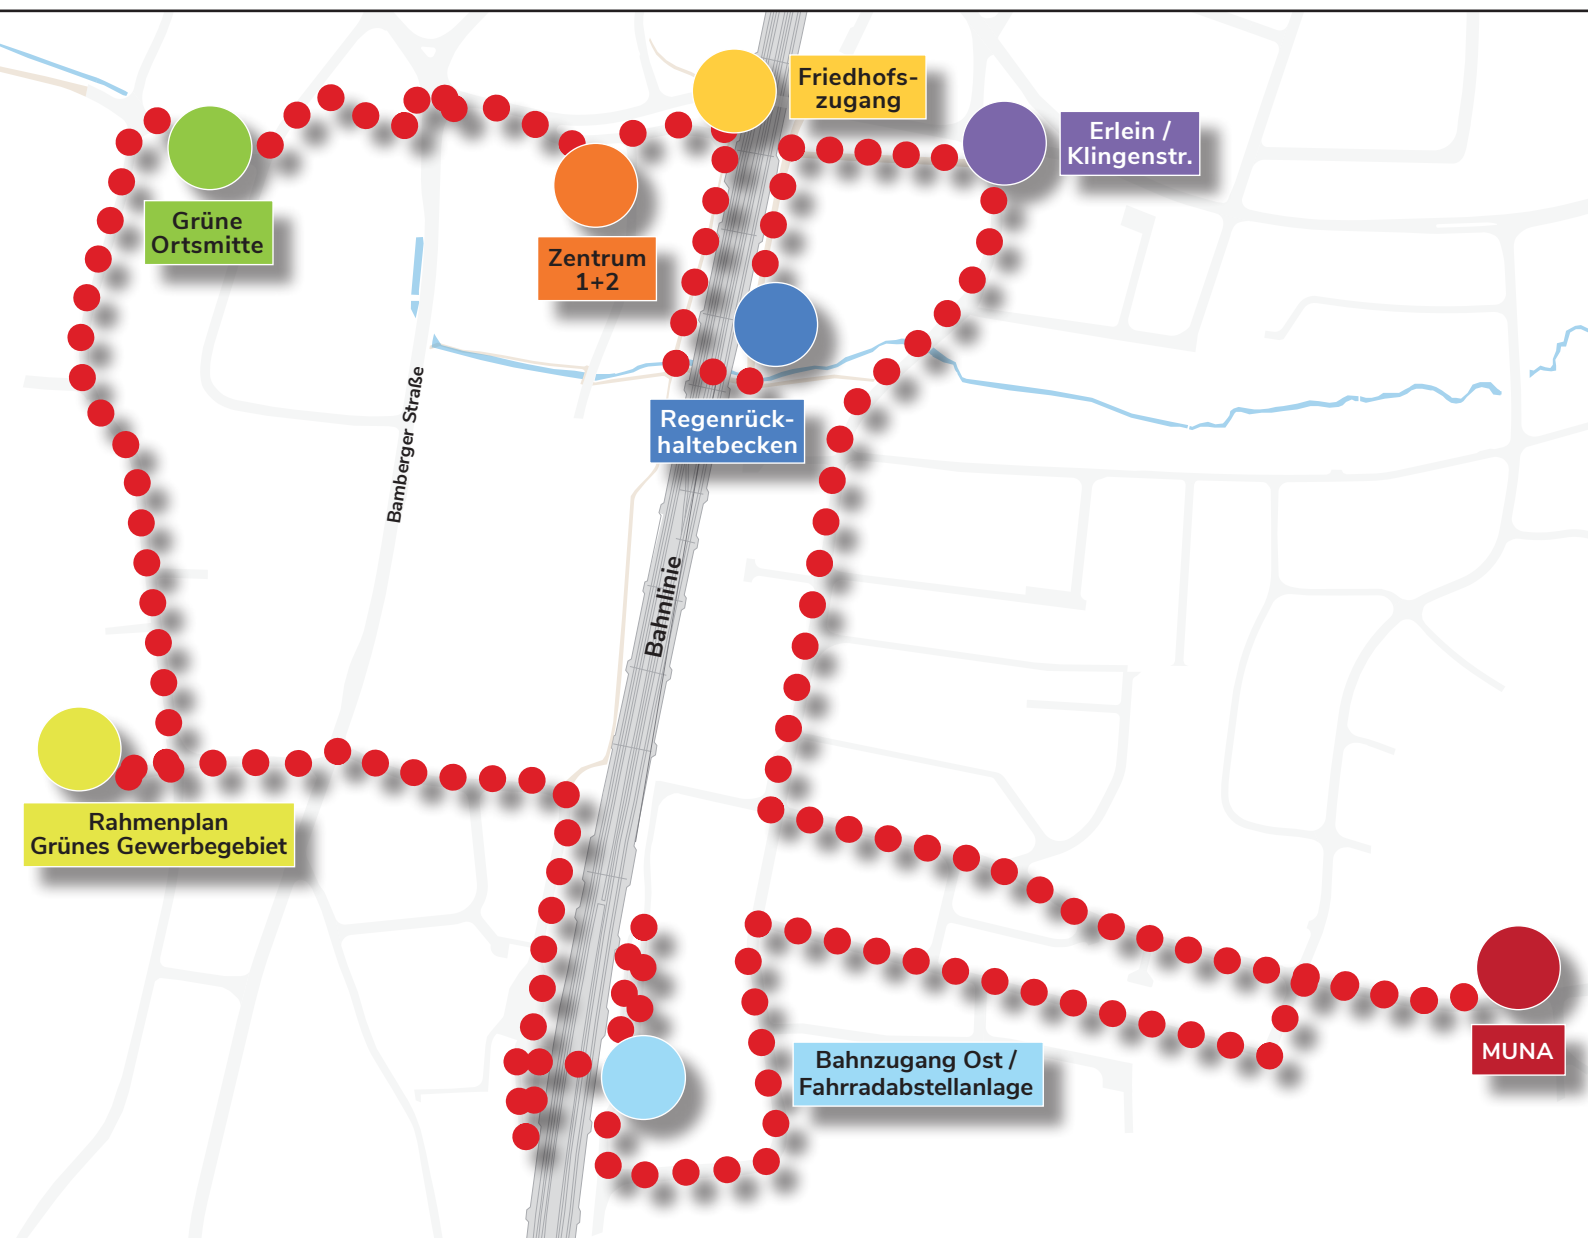 Friedhofs-
zugang
Erlein /
Klingenstr.
Grüne
Ortsmitte
Zentrum
1+2
Regenrück-
haltebecken
Bamberger Straße
Bahnlinie
Rahmenplan
Grünes Gewerbegebiet
Bahnzugang Ost /
Fahrradabstellanlage
MUNA